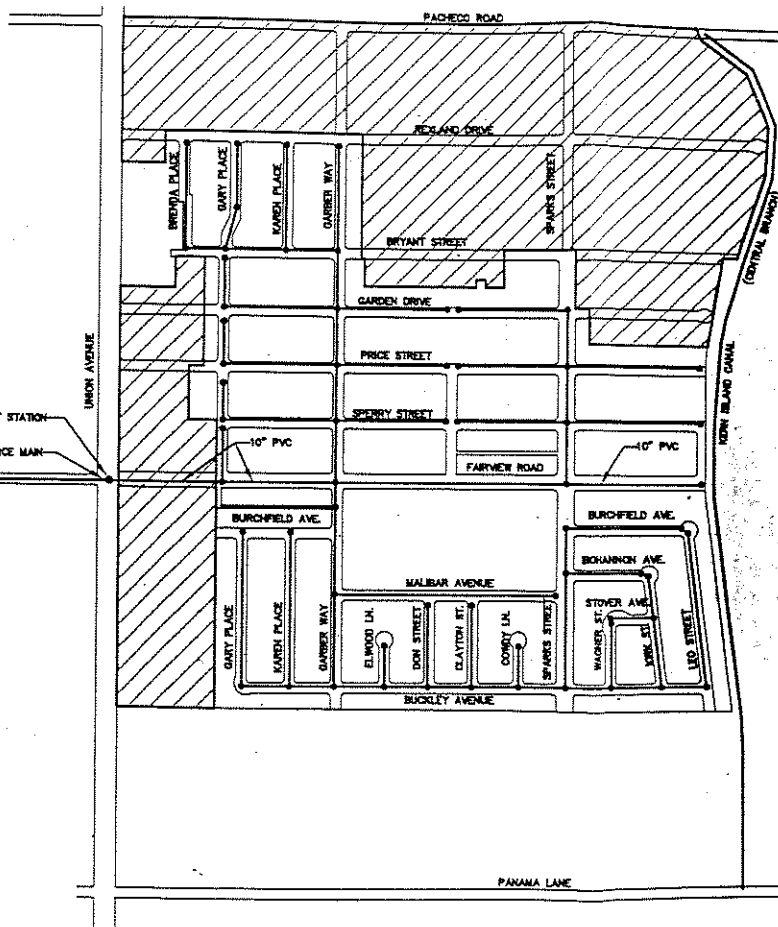 PACHECO ROAD
REXLAND DRIVE
BRENDA PLACE
GARY PLACE
KAREN PLACE
GARBER WAY
SPARKS STREET
(CENTRAL BRANCH)
BRYANT STREET
GARDEN DRIVE
UNION AVENUE
PRICE STREET
KERN ISLAND CANAL
SPERRY STREET
STATION
MAIN
10" PVC
10" PVC
FAIRVIEW ROAD
BURCHFIELD AVE.
BURCHFIELD AVE.
BOHANNON AVE.
MALIBAR AVENUE
STOVER AVE.
GARY PLACE
KAREN PLACE
GARBER WAY
ELWOOD LN.
DON STREET
CLAYTON ST.
COWBOY LN.
SPARKS STREET
WAGNER ST.
KIRK ST.
LEO STREET
BUCKLEY AVENUE
PANAMA LANE